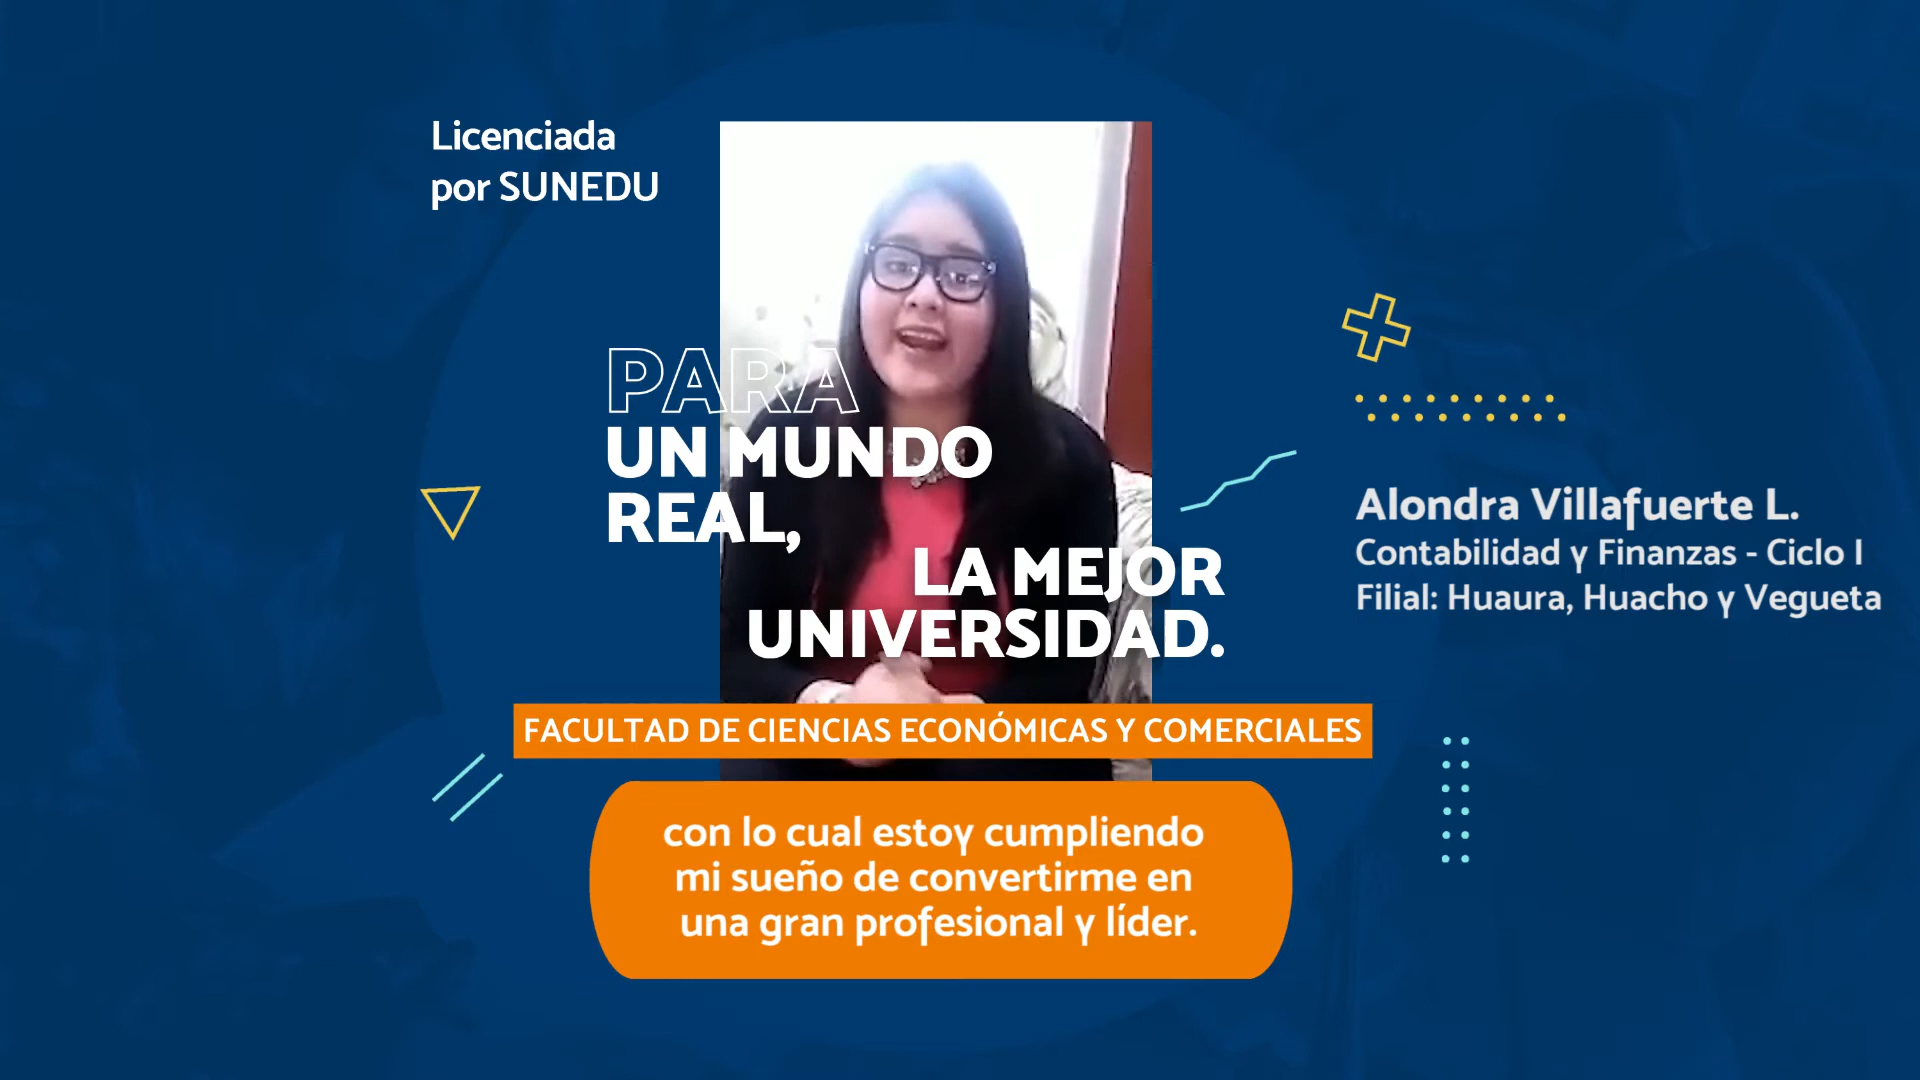 Licenciada
por SUNEDU
PARA
UN MUNDO
REAL,
LA MEJOR
UNIVERSIDAD.
Alondra Villafuerte L.
Contabilidad y Finanzas - Ciclo I
Filial: Huaura, Huacho y Vegueta
FACULTAD DE CIENCIAS ECONÓMICAS Y COMERCIALES
con lo cual estoy cumpliendo
mi sueño de convertirme en
una gran profesional y líder.